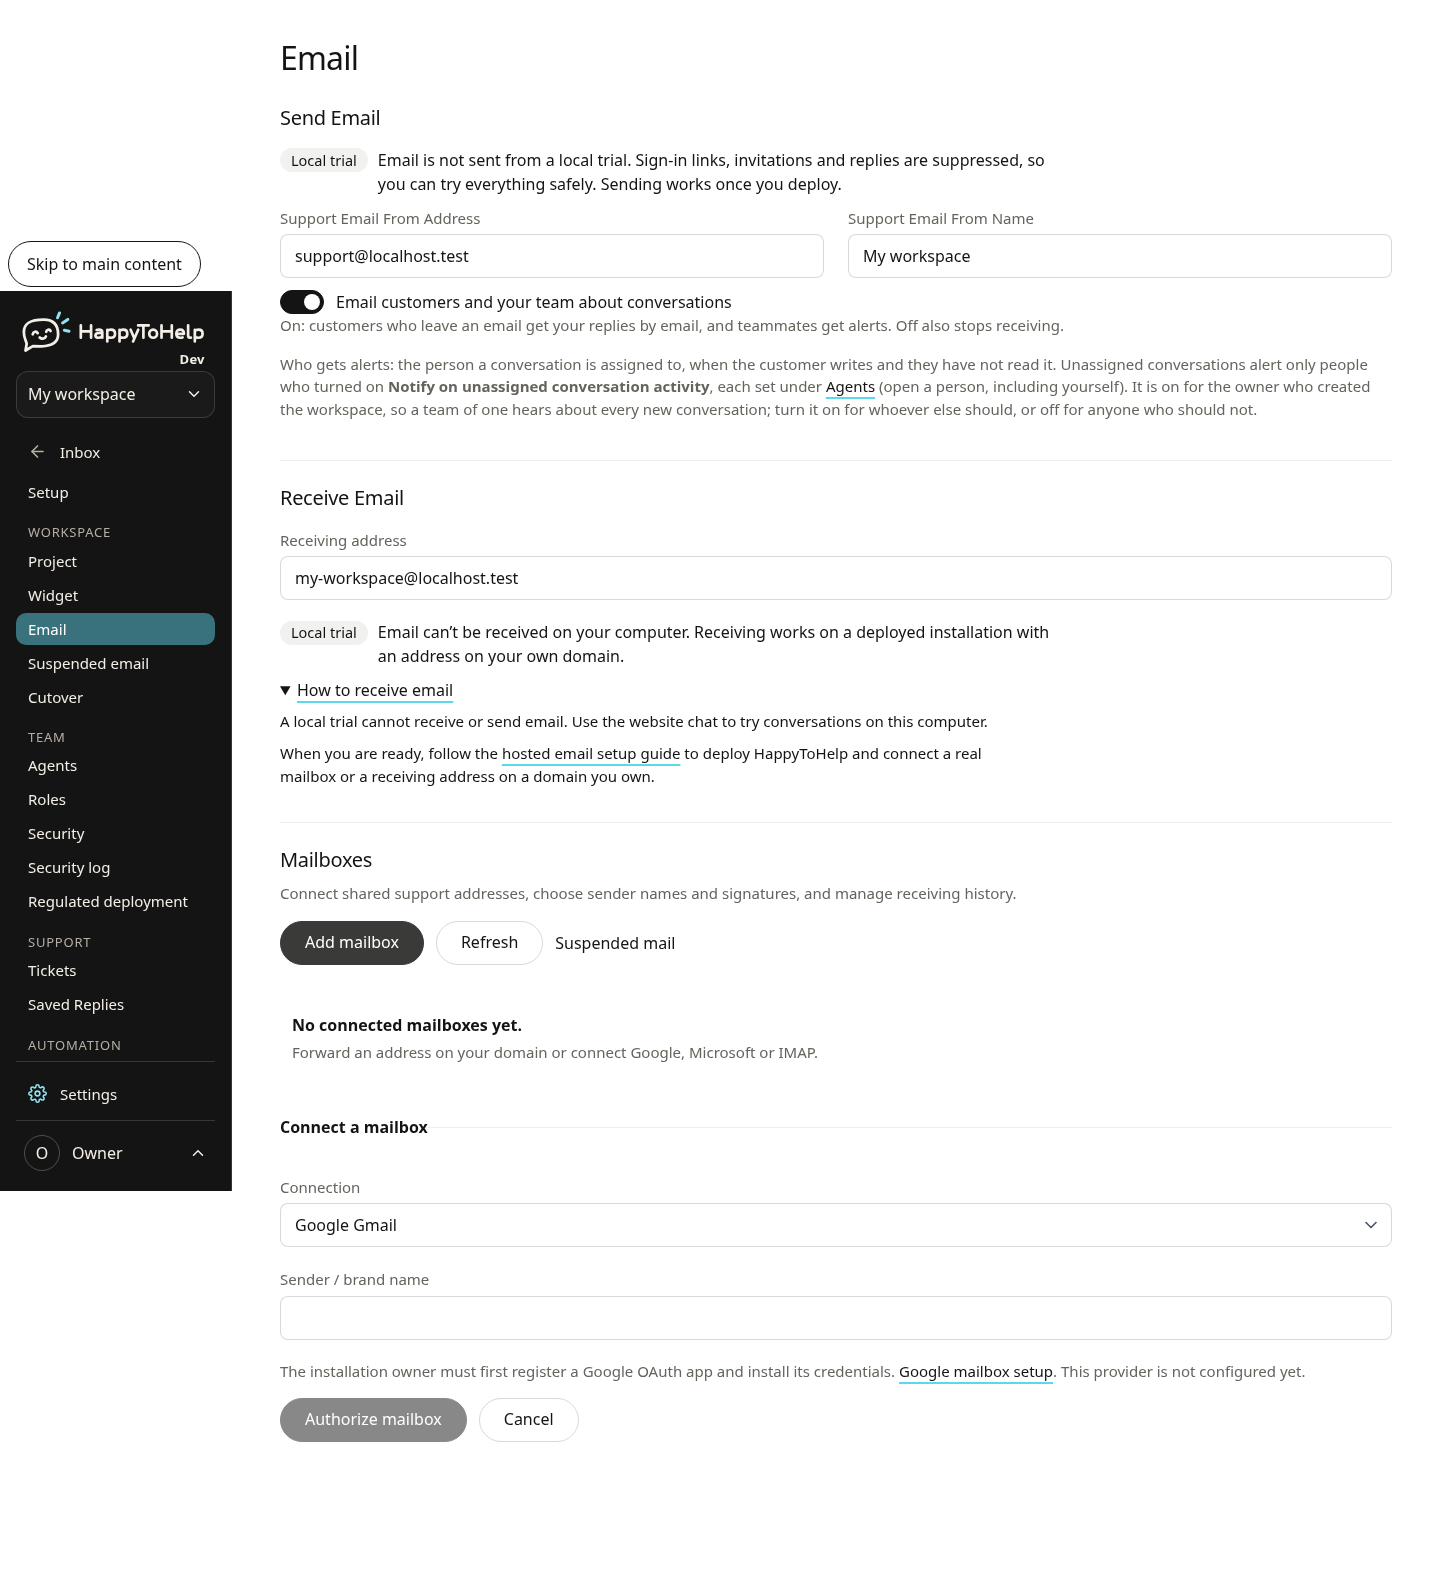 Skip to main content
HappyToHelp
Dev
My workspace
Inbox
Setup
WORKSPACE
Project
Widget
Email
Suspended email
Cutover
TEAM
Agents
Roles
Security
Security log
Regulated deployment
SUPPORT
Tickets
Saved Replies
AUTOMATION
Settings
O Owner
Email
Send Email
Local trial Email is not sent from a local trial. Sign-in links, invitations and replies are suppressed, so
you can try everything safely. Sending works once you deploy.
Support Email From Address
support@localhost.test
Support Email From Name
My workspace
Email customers and your team about conversations
On: customers who leave an email get your replies by email, and teammates get alerts. Off also stops receiving.
Who gets alerts: the person a conversation is assigned to, when the customer writes and they have not read it. Unassigned conversations alert only people
who turned on Notify on unassigned conversation activity, each set under Agents (open a person, including yourself). It is on for the owner who created
the workspace, so a team of one hears about every new conversation; turn it on for whoever else should, or off for anyone who should not.
Receive Email
Receiving address
my-workspace@localhost.test
Local trial Email can’t be received on your computer. Receiving works on a deployed installation with
an address on your own domain.
How to receive email
A local trial cannot receive or send email. Use the website chat to try conversations on this computer.
When you are ready, follow the hosted email setup guide to deploy HappyToHelp and connect a real
mailbox or a receiving address on a domain you own.
Mailboxes
Connect shared support addresses, choose sender names and signatures, and manage receiving history.
Add mailbox Refresh Suspended mail
No connected mailboxes yet.
Forward an address on your domain or connect Google, Microsoft or IMAP.
Connect a mailbox
Connection
Google Gmail
Sender / brand name
The installation owner must first register a Google OAuth app and install its credentials. Google mailbox setup. This provider is not configured yet.
Authorize mailbox Cancel